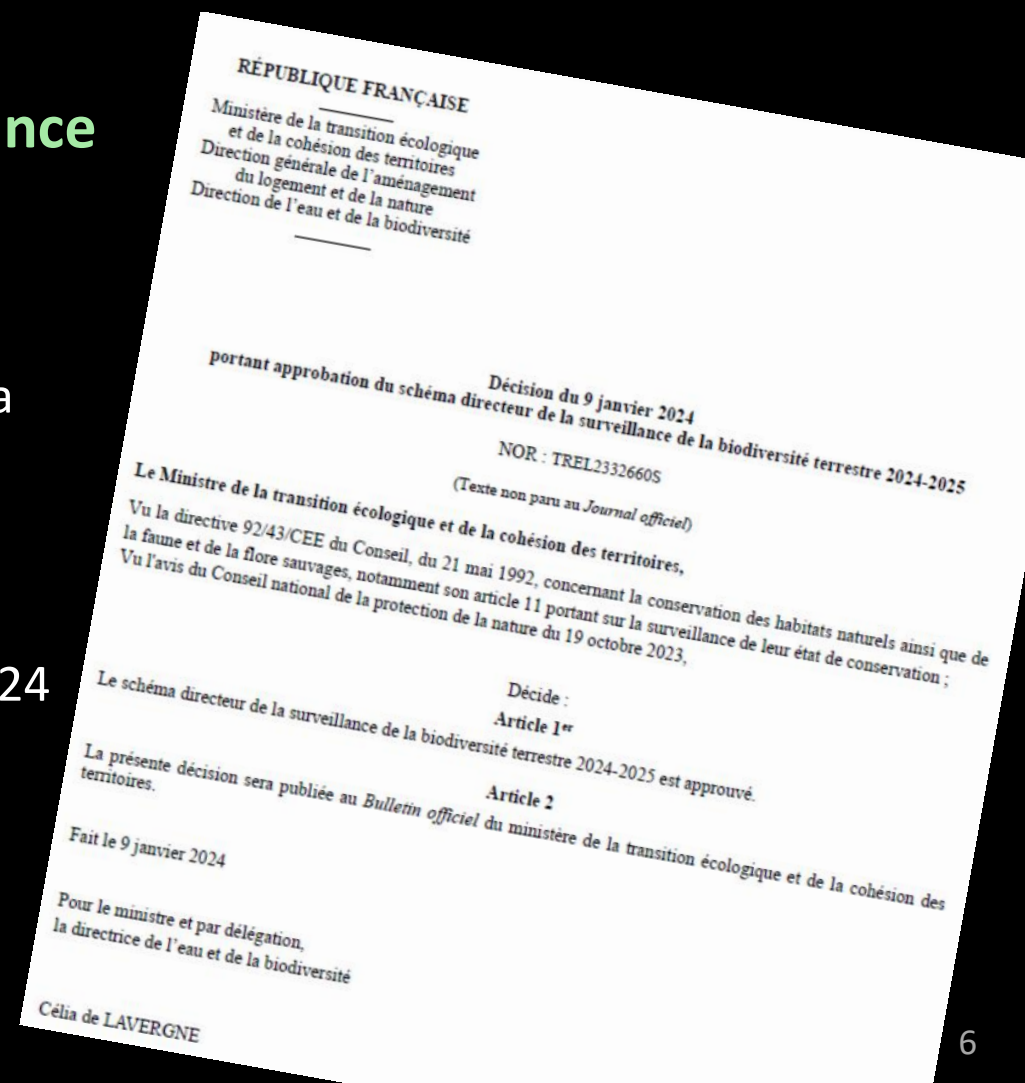 nce
a
24
RÉPUBLIQUE FRANÇAISE
Ministère de la transition écologique
et de la cohésion des territoires
Direction générale de l’aménagement
du logement et de la nature
Direction de l’eau et de la biodiversité
Décision du 9 janvier 2024
portant approbation du schéma directeur de la surveillance de la biodiversité terrestre 2024-2025
NOR : TREL2332660S
(Texte non paru au Journal officiel)
Le Ministre de la transition écologique et de la cohésion des territoires,
Vu la directive 92/43/CEE du Conseil, du 21 mai 1992, concernant la conservation des habitats naturels ainsi que de
la faune et de la flore sauvages, notamment son article 11 portant sur la surveillance de leur état de conservation ;
Vu l'avis du Conseil national de la protection de la nature du 19 octobre 2023,
Décide :
Article 1er
Le schéma directeur de la surveillance de la biodiversité terrestre 2024-2025 est approuvé.
Article 2
La présente décision sera publiée au Bulletin officiel du ministère de la transition écologique et de la cohésion des
territoires.
Fait le 9 janvier 2024
Pour le ministre et par délégation,
la directrice de l’eau et de la biodiversité
Célia de LAVERGNE
6